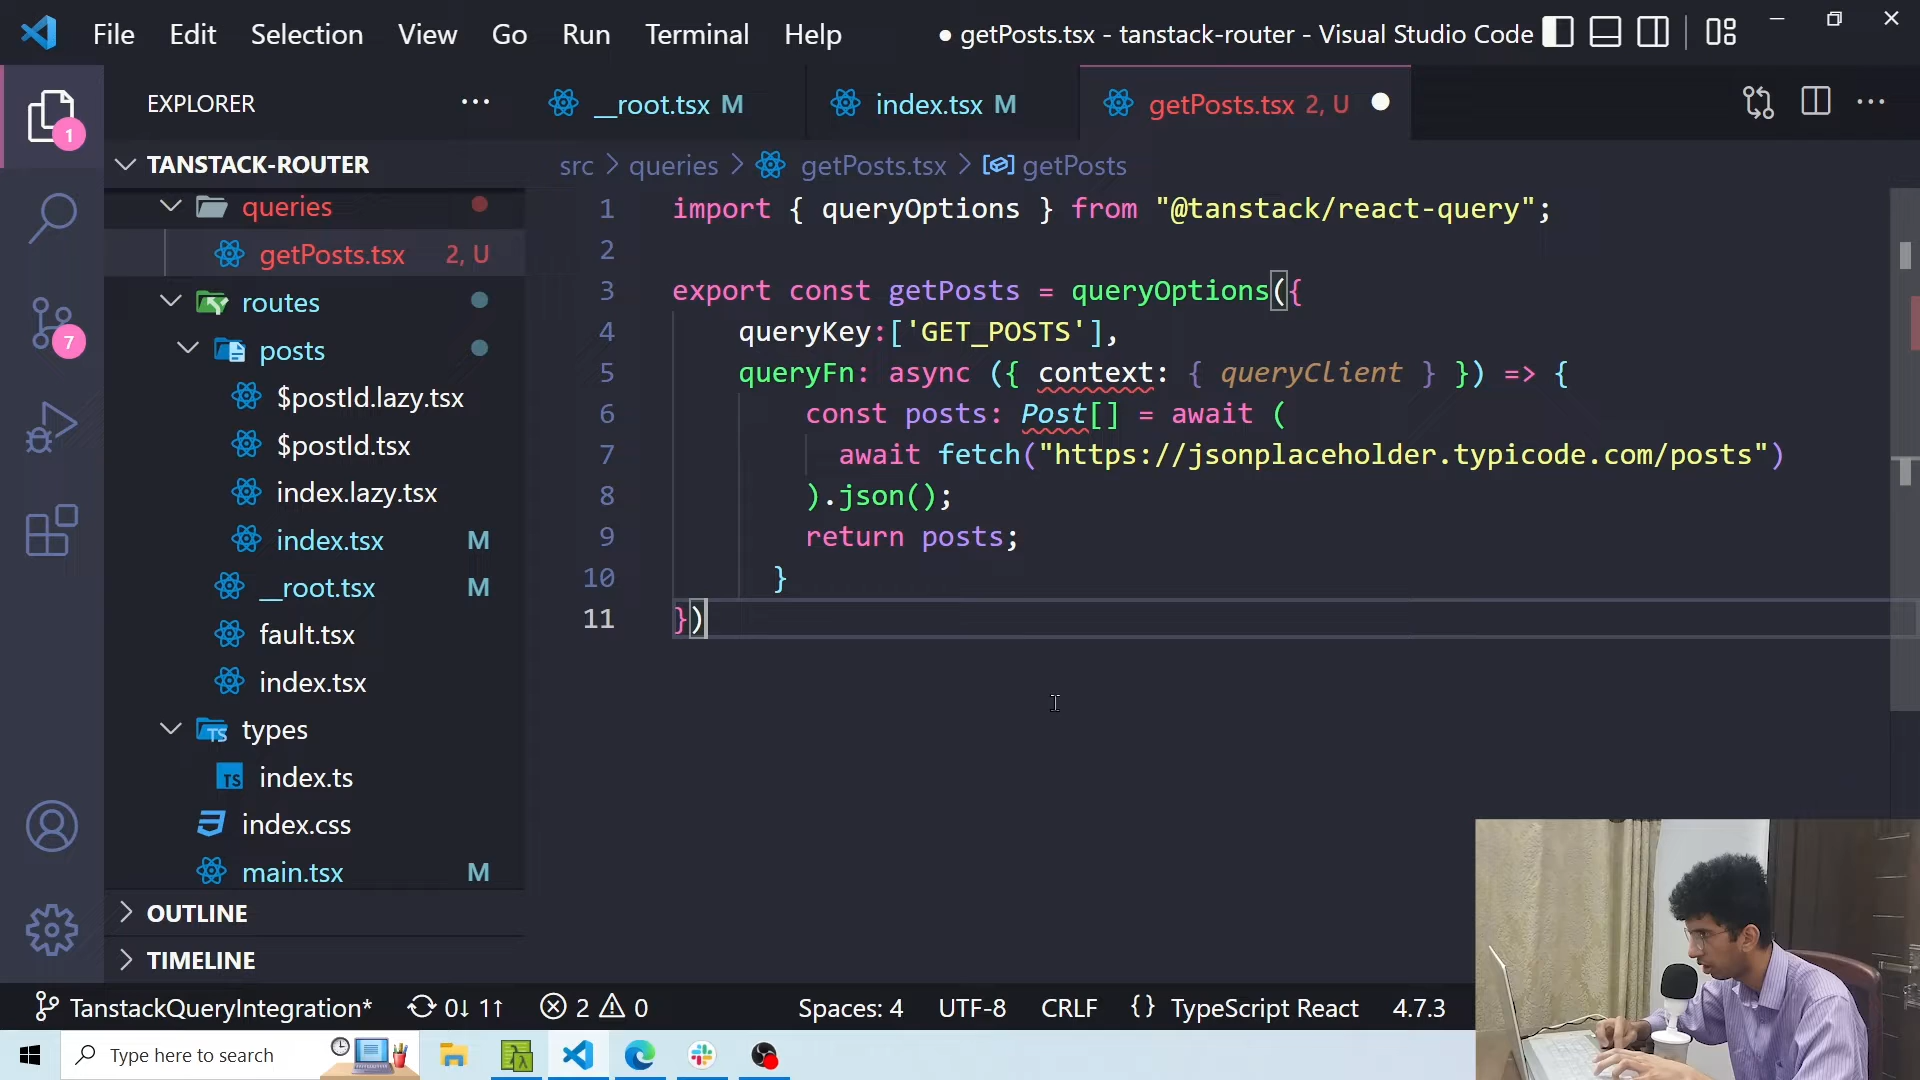 File Edit Selection View Go Run Terminal Help ● getPosts.tsx - tanstack-router - Visual Studio Code
EXPLORER ··· __root.tsx M index.tsx M getPosts.tsx 2, U ···
1
TANSTACK-ROUTER
src > queries > getPosts.tsx > getPosts
queries
getPosts.tsx 2, U
routes
7
posts
$postId.lazy.tsx
$postId.tsx
index.lazy.tsx
index.tsx M
__root.tsx M
fault.tsx
index.tsx
types
TS
TS index.ts
index.css
main.tsx M
OUTLINE
TIMELINE
1 import { queryOptions } from "@tanstack/react-query";
2
3 export const getPosts = queryOptions({
4 queryKey:['GET_POSTS'],
5 queryFn: async ({ context: { queryClient } }) => {
6 const posts: Post[] = await (
7 await fetch("https://jsonplaceholder.typicode.com/posts")
8 ).json();
9 return posts;
10 }
11 })
TanstackQueryIntegration* 0↓ 1↑ 2 0 Spaces: 4 UTF-8 CRLF {} TypeScript React 4.7.3
Type here to search